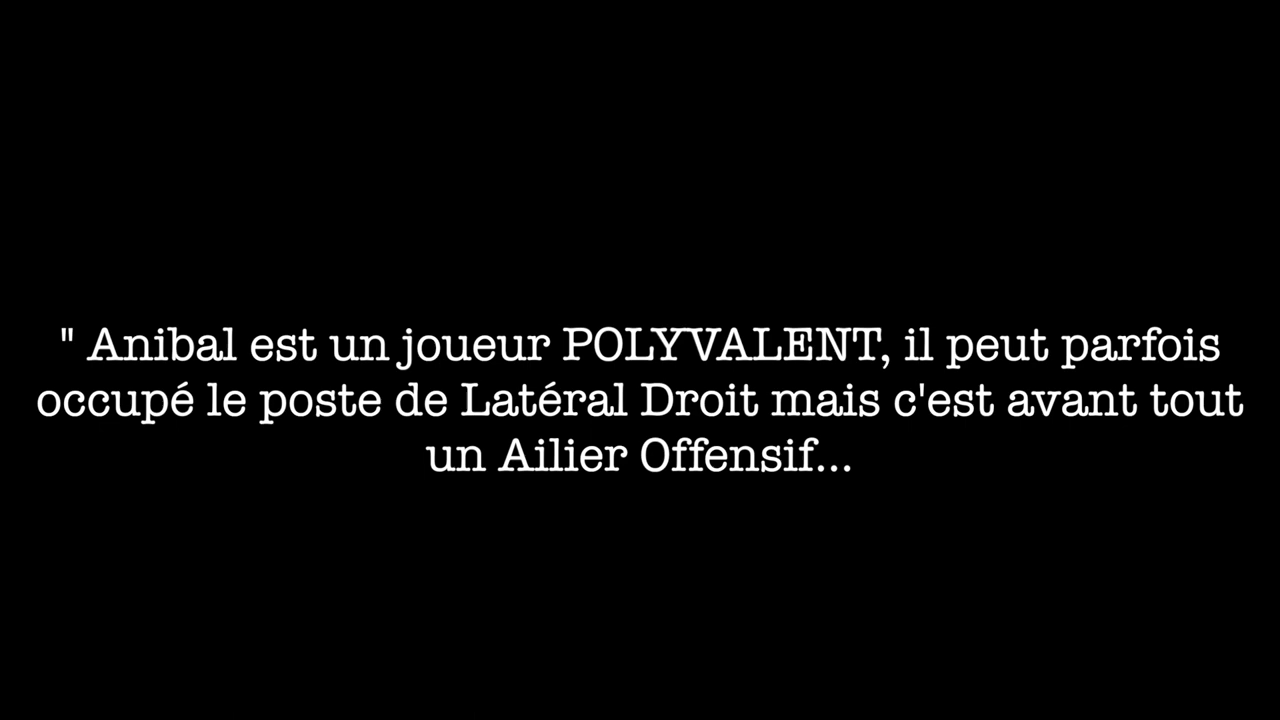 " Anibal est un joueur POLYVALENT, il peut parfois
occupé le poste de Latéral Droit mais c'est avant tout
un Ailier Offensif...